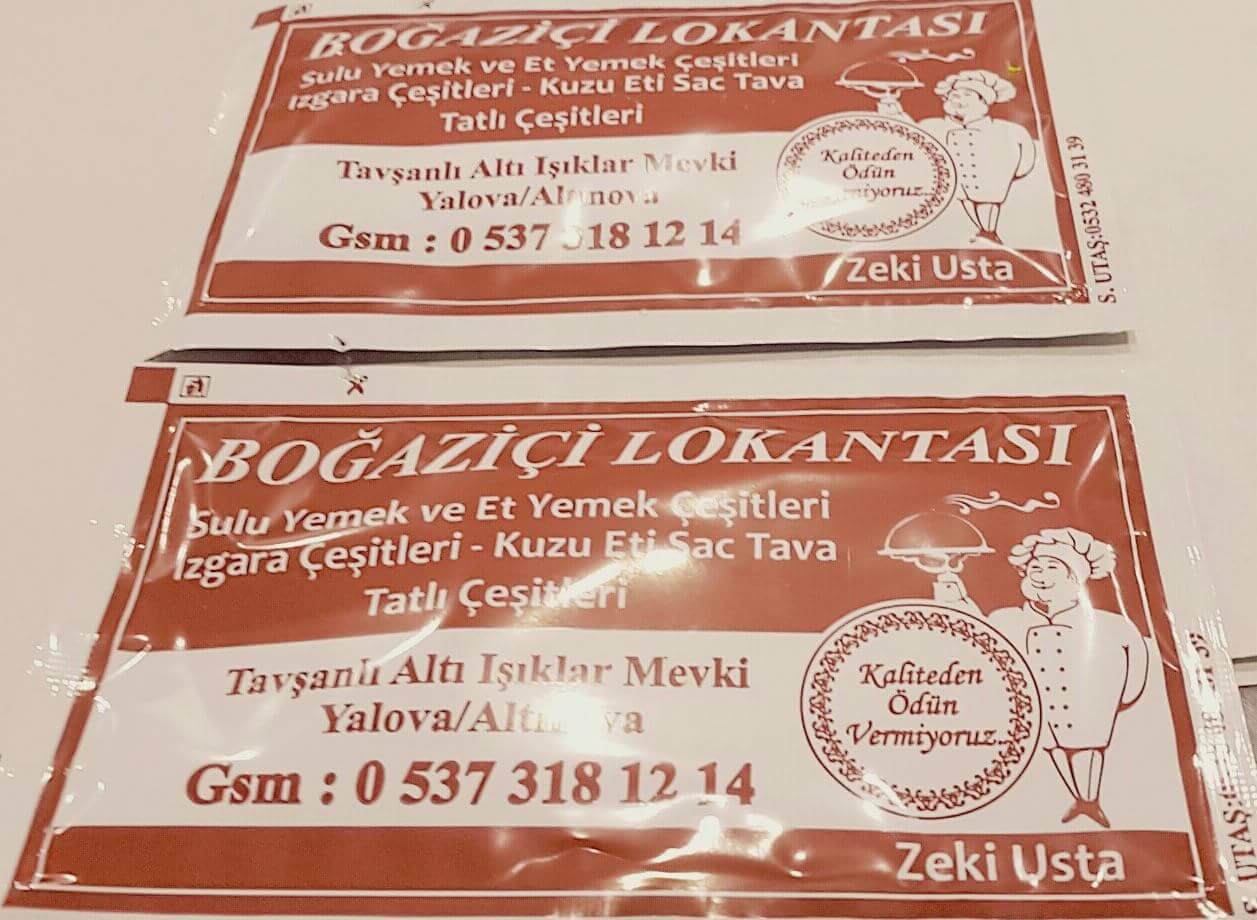 BOĞAZİÇİ LOKANTASI
Sulu Yemek ve Et Yemek Çeşitleri
Izgara Çeşitleri - Kuzu Eti Sac Tava
Tatlı Çeşitleri
Tavşanlı Altı Işıklar Mevki
Yalova/Altınova
Gsm : 0 537 318 12 14
Kaliteden
Ödün
Vermiyoruz...
Zeki Usta
S. UTAŞ:0532 480 31 39
BOĞAZİÇİ LOKANTASI
Sulu Yemek ve Et Yemek Çeşitleri
Izgara Çeşitleri - Kuzu Eti Sac Tava
Tatlı Çeşitleri
Tavşanlı Altı Işıklar Mevki
Yalova/Altınova
Gsm : 0 537 318 12 14
Kaliteden
Ödün
Vermiyoruz...
Zeki Usta
S. UTAŞ: